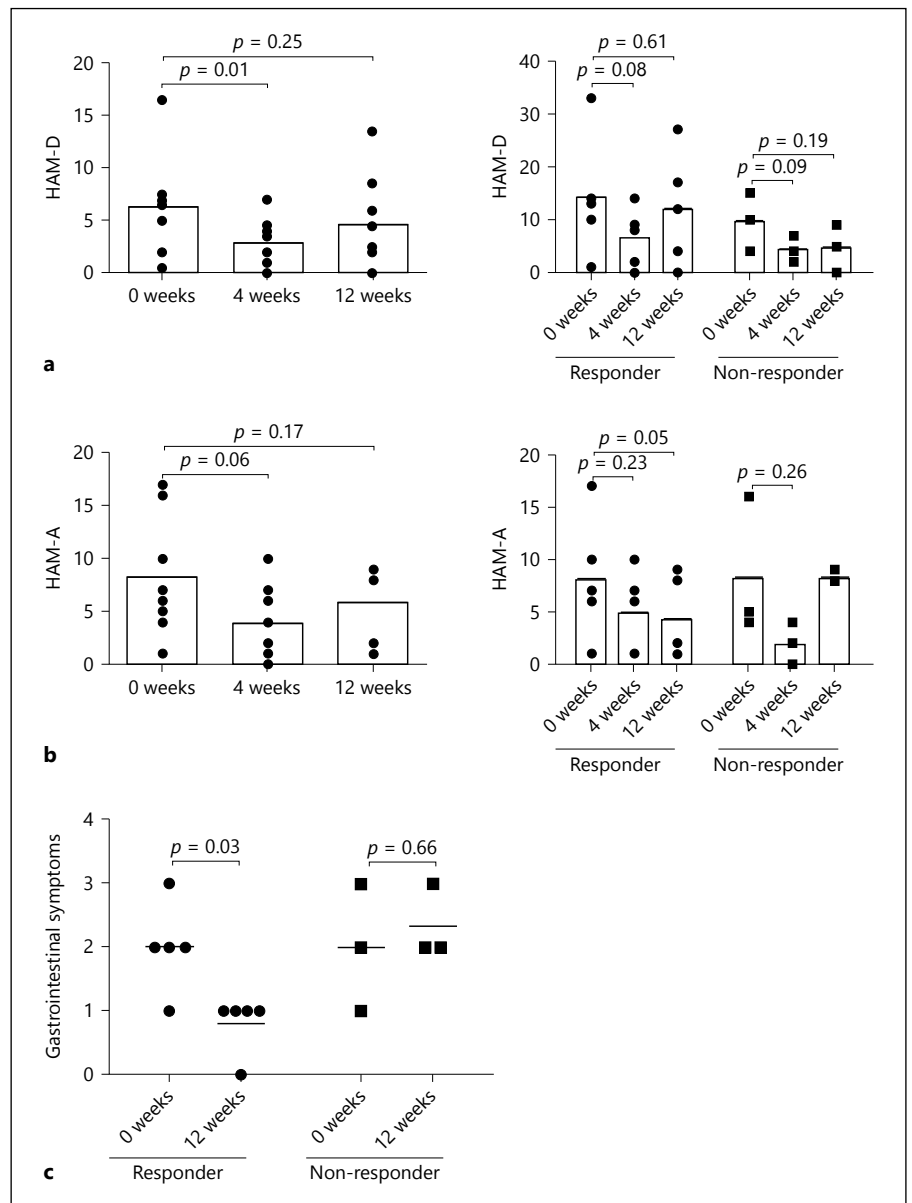 p = 0.25
p = 0.01
20
15
10
5
0
HAM-D
0 weeks
4 weeks
12 weeks
p = 0.61
p = 0.08
p = 0.19
p = 0.09
40
30
20
10
0
HAM-D
0 weeks
4 weeks
12 weeks
0 weeks
4 weeks
12 weeks
Responder
Non-responder
a
p = 0.17
p = 0.06
20
15
10
5
0
HAM-A
0 weeks
4 weeks
12 weeks
p = 0.05
p = 0.23
p = 0.26
20
15
10
5
0
HAM-A
0 weeks
4 weeks
12 weeks
0 weeks
4 weeks
12 weeks
Responder
Non-responder
b
4
3
2
1
0
Gastrointestinal symptoms
p = 0.03
p = 0.66
0 weeks
12 weeks
0 weeks
12 weeks
Responder
Non-responder
c